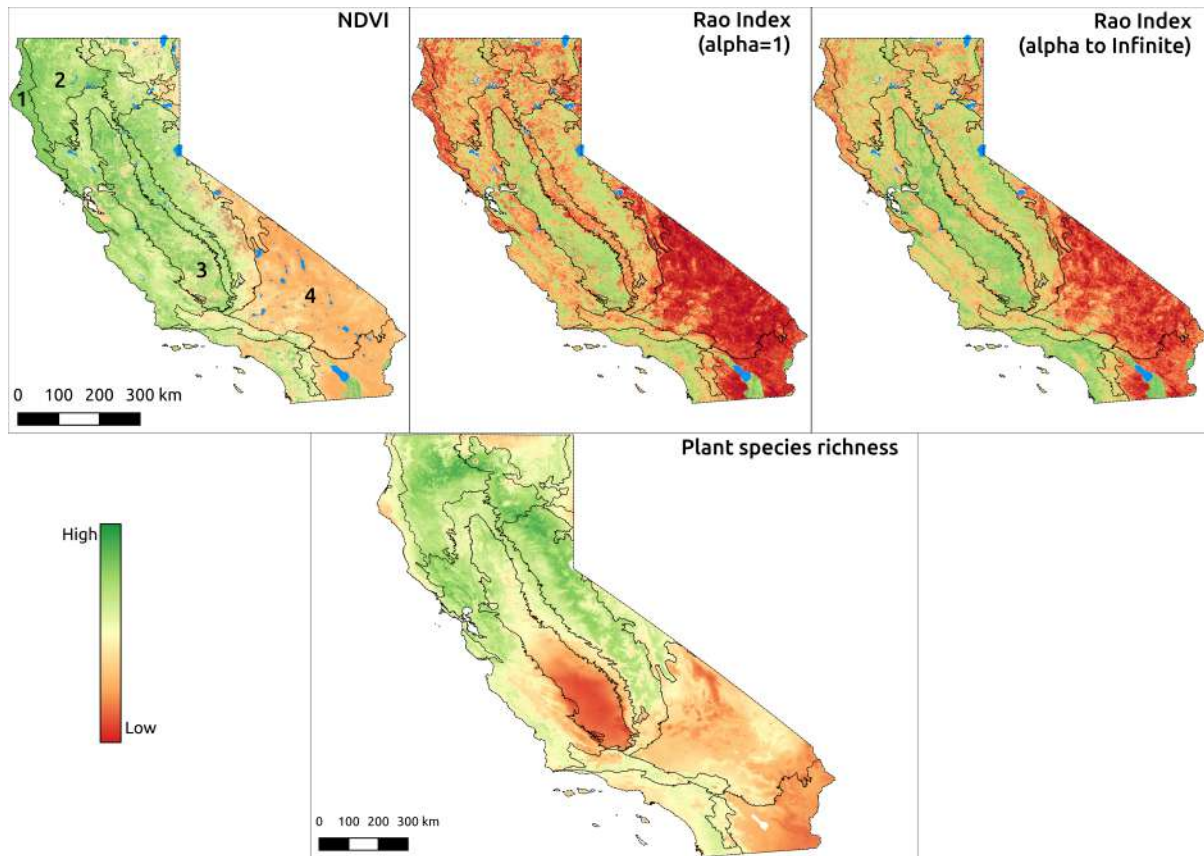 NDVI
Rao Index
(alpha=1)
Rao Index
(alpha to Infinite)
1
2
3
4
0 100 200 300 km
Plant species richness
High
Low
0 100 200 300 km